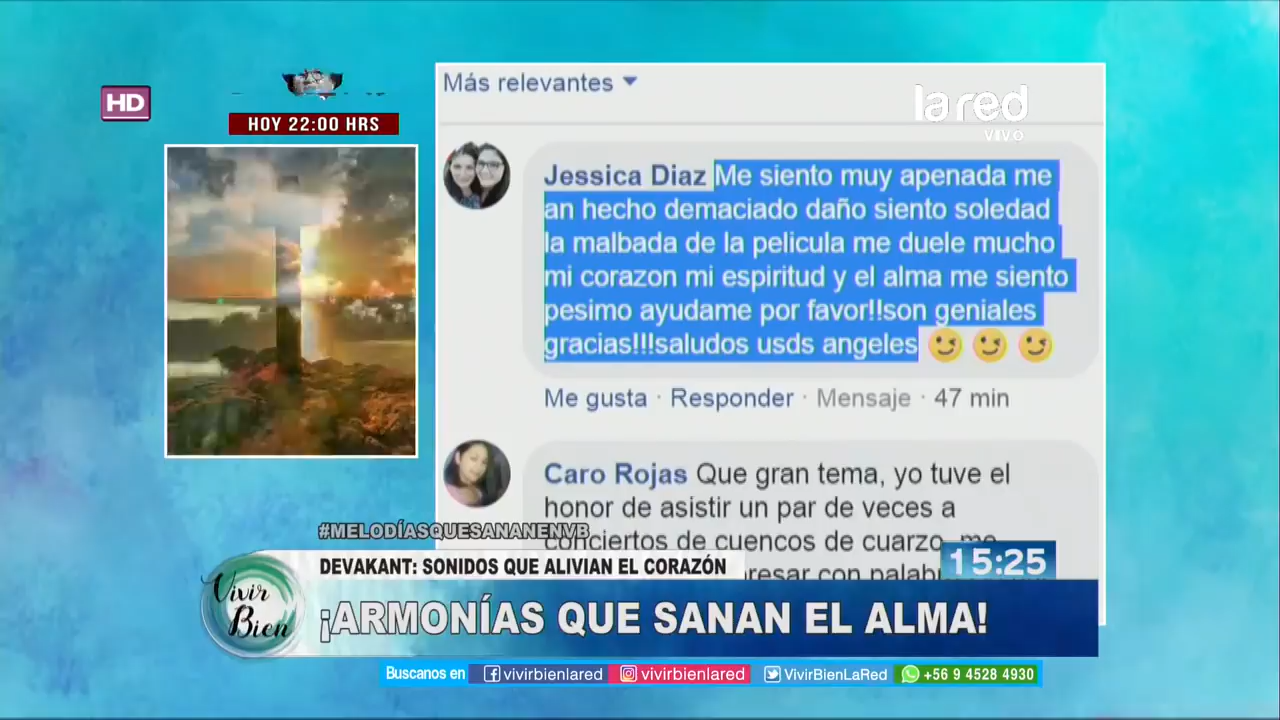 HD
HOY 22:00 HRS
Más relevantes
la red
VIVO
Jessica Diaz Me siento muy apenada me
an hecho demaciado daño siento soledad
la malbada de la pelicula me duele mucho
mi corazon mi espiritud y el alma me siento
pesimo ayudame por favor!!son geniales
gracias!!!saludos usds angeles
Me gusta · Responder · Mensaje · 47 min
Caro Rojas Que gran tema, yo tuve el
honor de asistir un par de veces a
conciertos de cuencos de cuarzo, me
#MELODÍASQUESANANENVB
DEVAKANT: SONIDOS QUE ALIVIAN EL CORAZÓN
15:25
Vivir Bien
¡ARMONÍAS QUE SANAN EL ALMA!
Buscanos en vivirbienlared vivirbienlared VivirBienLaRed +56 9 4528 4930